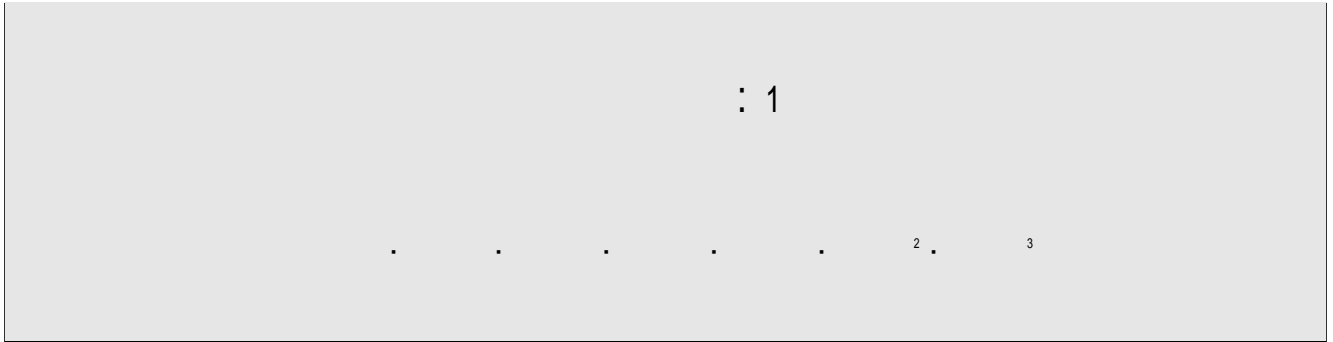 : 1
. . . . . 2 . 3